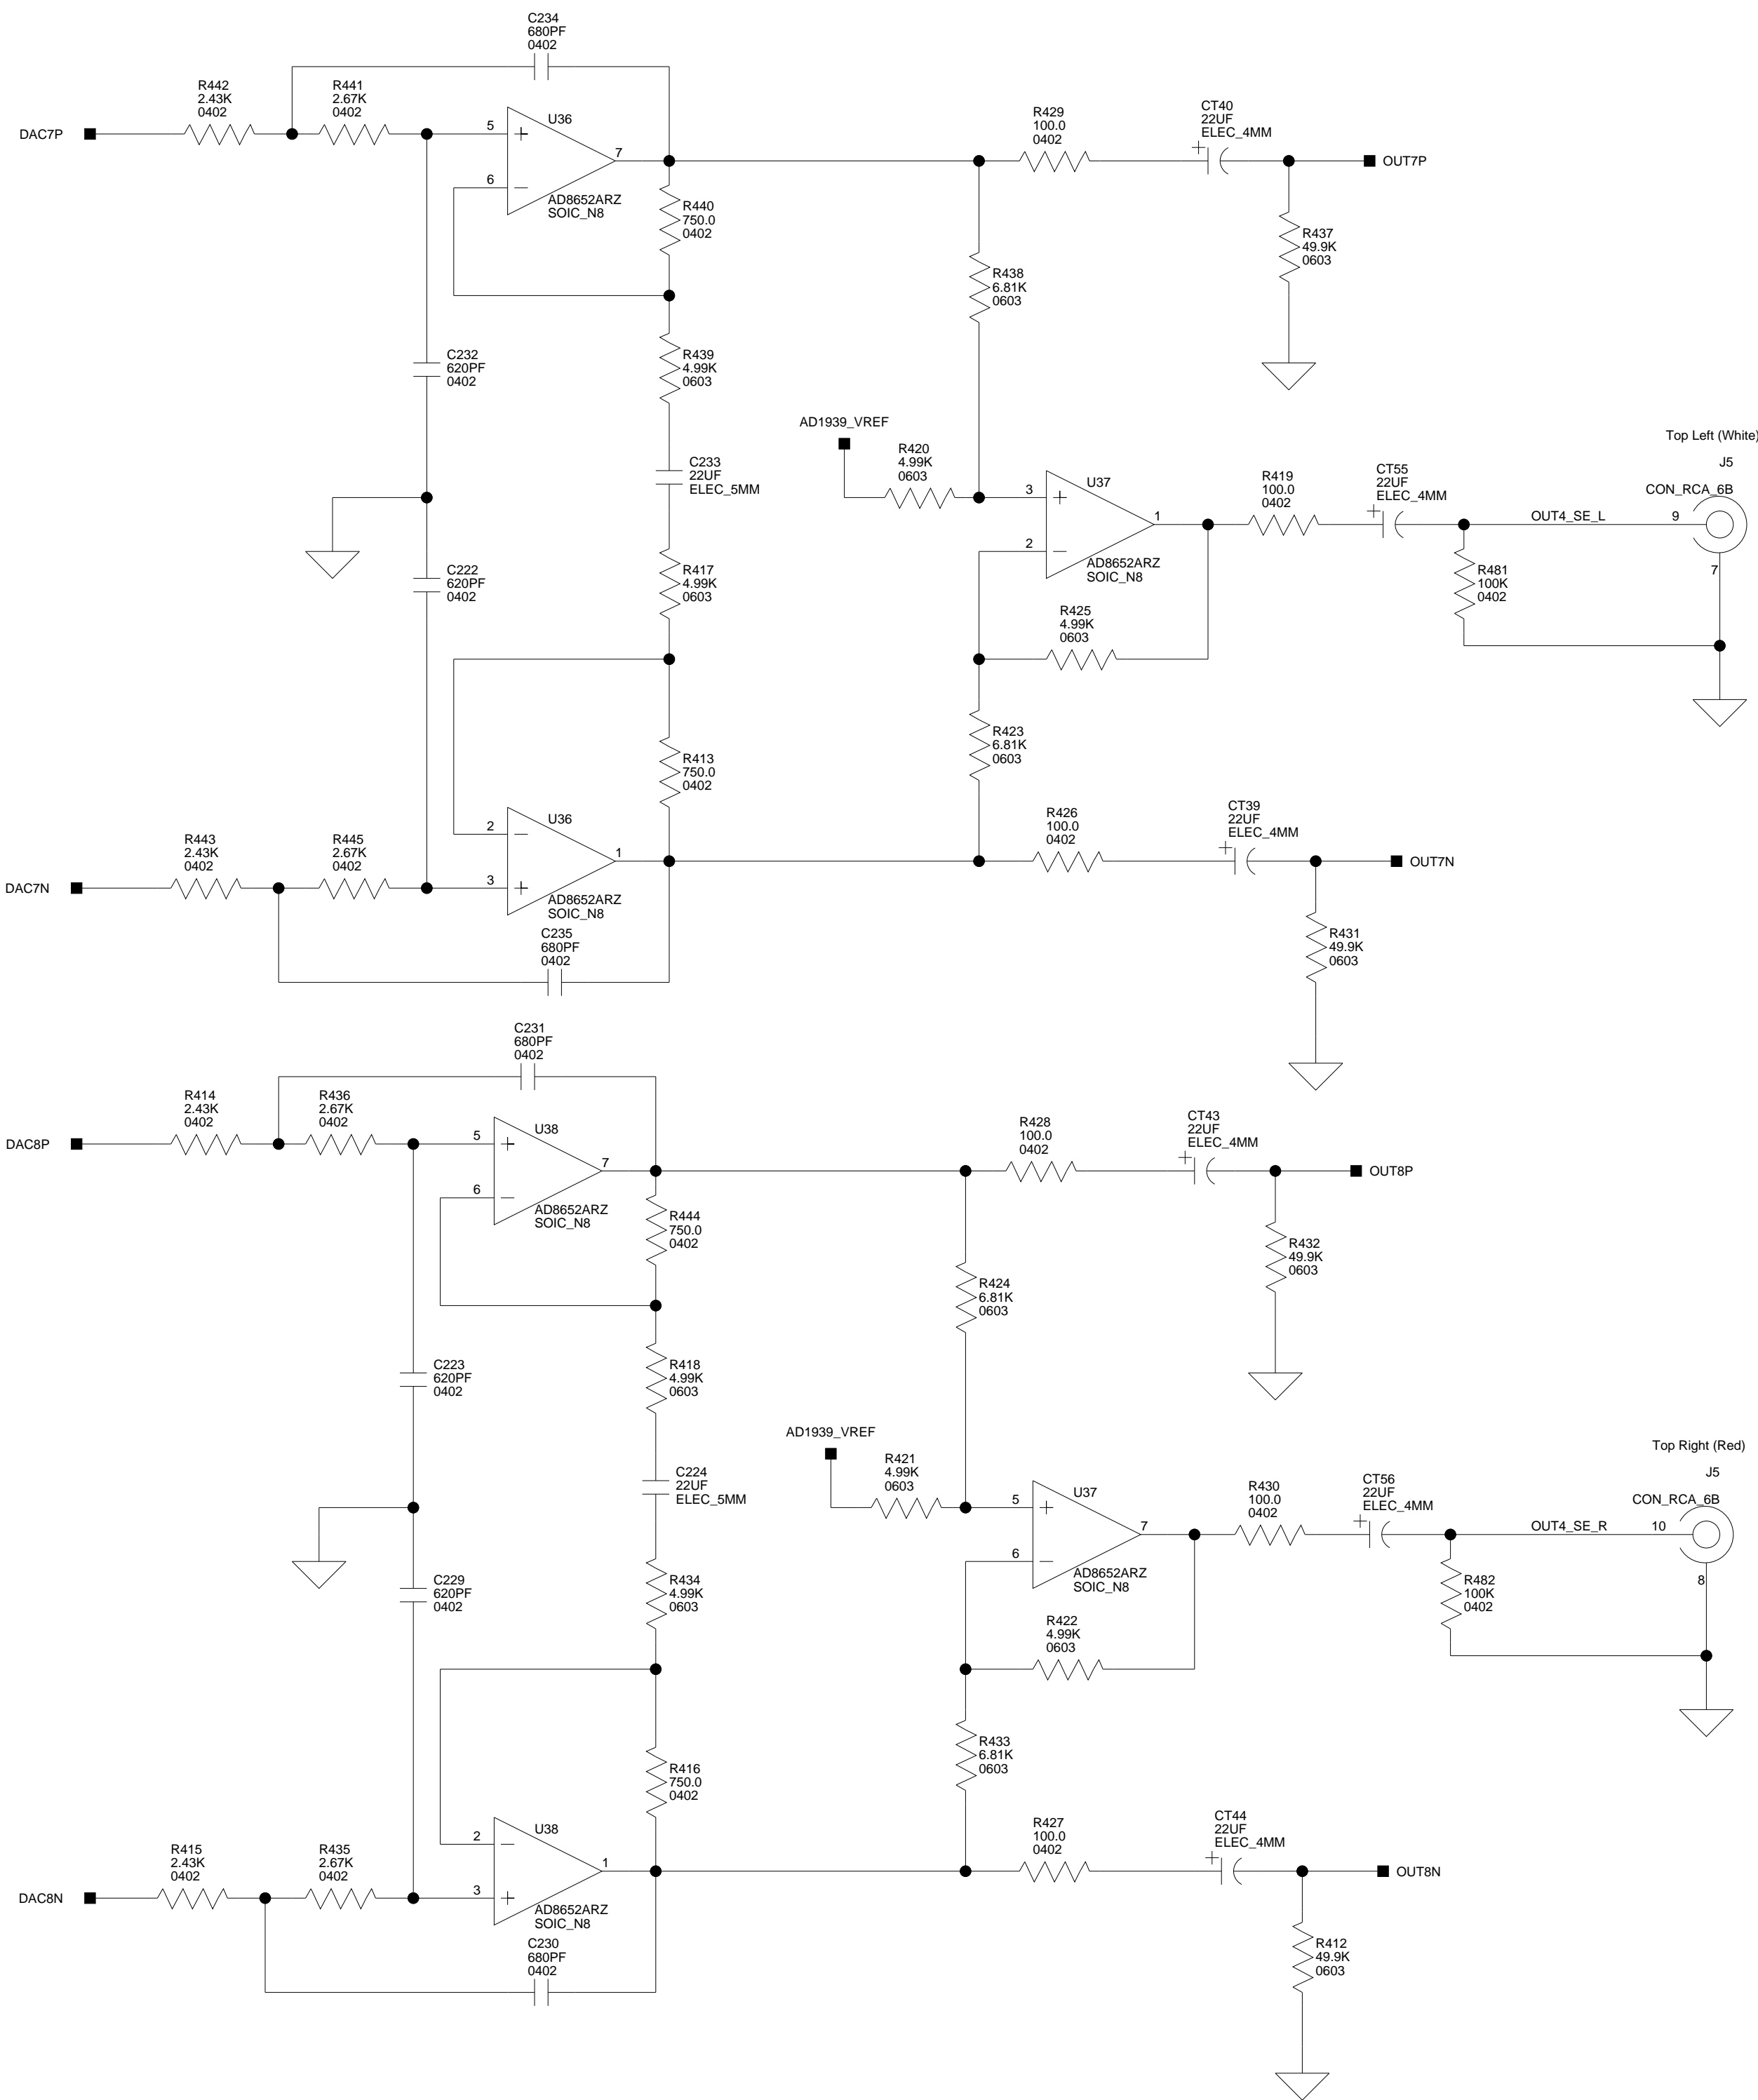 C234
680PF
0402
R442
2.43K
0402
R441
2.67K
0402
DAC7P
5
6
7
U36
AD8652ARZ
SOIC_N8
R440
750.0
0402
R429
100.0
0402
CT40
22UF
ELEC_4MM
+
OUT7P
R437
49.9K
0603
R438
6.81K
0603
C232
620PF
0402
R439
4.99K
0603
C233
22UF
ELEC_5MM
AD1939_VREF
R420
4.99K
0603
3
2
1
U37
AD8652ARZ
SOIC_N8
R419
100.0
0402
CT55
22UF
ELEC_4MM
+
Top Left (White)
J5
CON_RCA_6B
OUT4_SE_L
9
7
R481
100K
0402
C222
620PF
0402
R417
4.99K
0603
R425
4.99K
0603
R423
6.81K
0603
R413
750.0
0402
R443
2.43K
0402
R445
2.67K
0402
DAC7N
2
3
1
U36
AD8652ARZ
SOIC_N8
R426
100.0
0402
CT39
22UF
ELEC_4MM
+
OUT7N
R431
49.9K
0603
C235
680PF
0402
C231
680PF
0402
R414
2.43K
0402
R436
2.67K
0402
DAC8P
5
6
7
U38
AD8652ARZ
SOIC_N8
R444
750.0
0402
R428
100.0
0402
CT43
22UF
ELEC_4MM
+
OUT8P
R432
49.9K
0603
R424
6.81K
0603
C223
620PF
0402
R418
4.99K
0603
C224
22UF
ELEC_5MM
AD1939_VREF
R421
4.99K
0603
5
6
7
U37
AD8652ARZ
SOIC_N8
R430
100.0
0402
CT56
22UF
ELEC_4MM
+
Top Right (Red)
J5
CON_RCA_6B
OUT4_SE_R
10
8
R482
100K
0402
C229
620PF
0402
R434
4.99K
0603
R422
4.99K
0603
R433
6.81K
0603
R416
750.0
0402
R415
2.43K
0402
R435
2.67K
0402
DAC8N
2
3
1
U38
AD8652ARZ
SOIC_N8
R427
100.0
0402
CT44
22UF
ELEC_4MM
+
OUT8N
R412
49.9K
0603
C230
680PF
0402